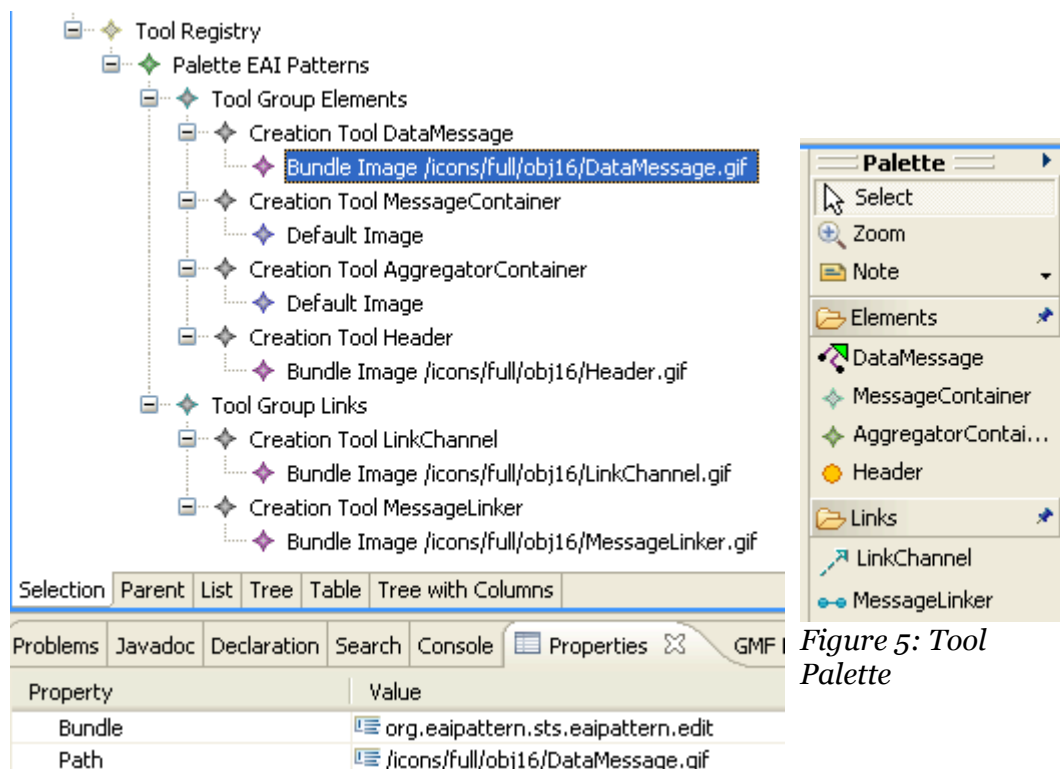 Tool Registry
Palette EAI Patterns
Tool Group Elements
Creation Tool DataMessage
Bundle Image /icons/full/obj16/DataMessage.gif
Creation Tool MessageContainer
Default Image
Creation Tool AggregatorContainer
Default Image
Creation Tool Header
Bundle Image /icons/full/obj16/Header.gif
Tool Group Links
Creation Tool LinkChannel
Bundle Image /icons/full/obj16/LinkChannel.gif
Creation Tool MessageLinker
Bundle Image /icons/full/obj16/MessageLinker.gif
Selection Parent List Tree Table Tree with Columns
Problems Javadoc Declaration Search Console Properties GMF
Property Value
Bundle org.eaipattern.sts.eaipattern.edit
Path /icons/full/obj16/DataMessage.gif
Palette
Select
Zoom
Note
Elements
DataMessage
MessageContainer
AggregatorContai...
Header
Links
LinkChannel
MessageLinker
Figure 5: Tool
Palette